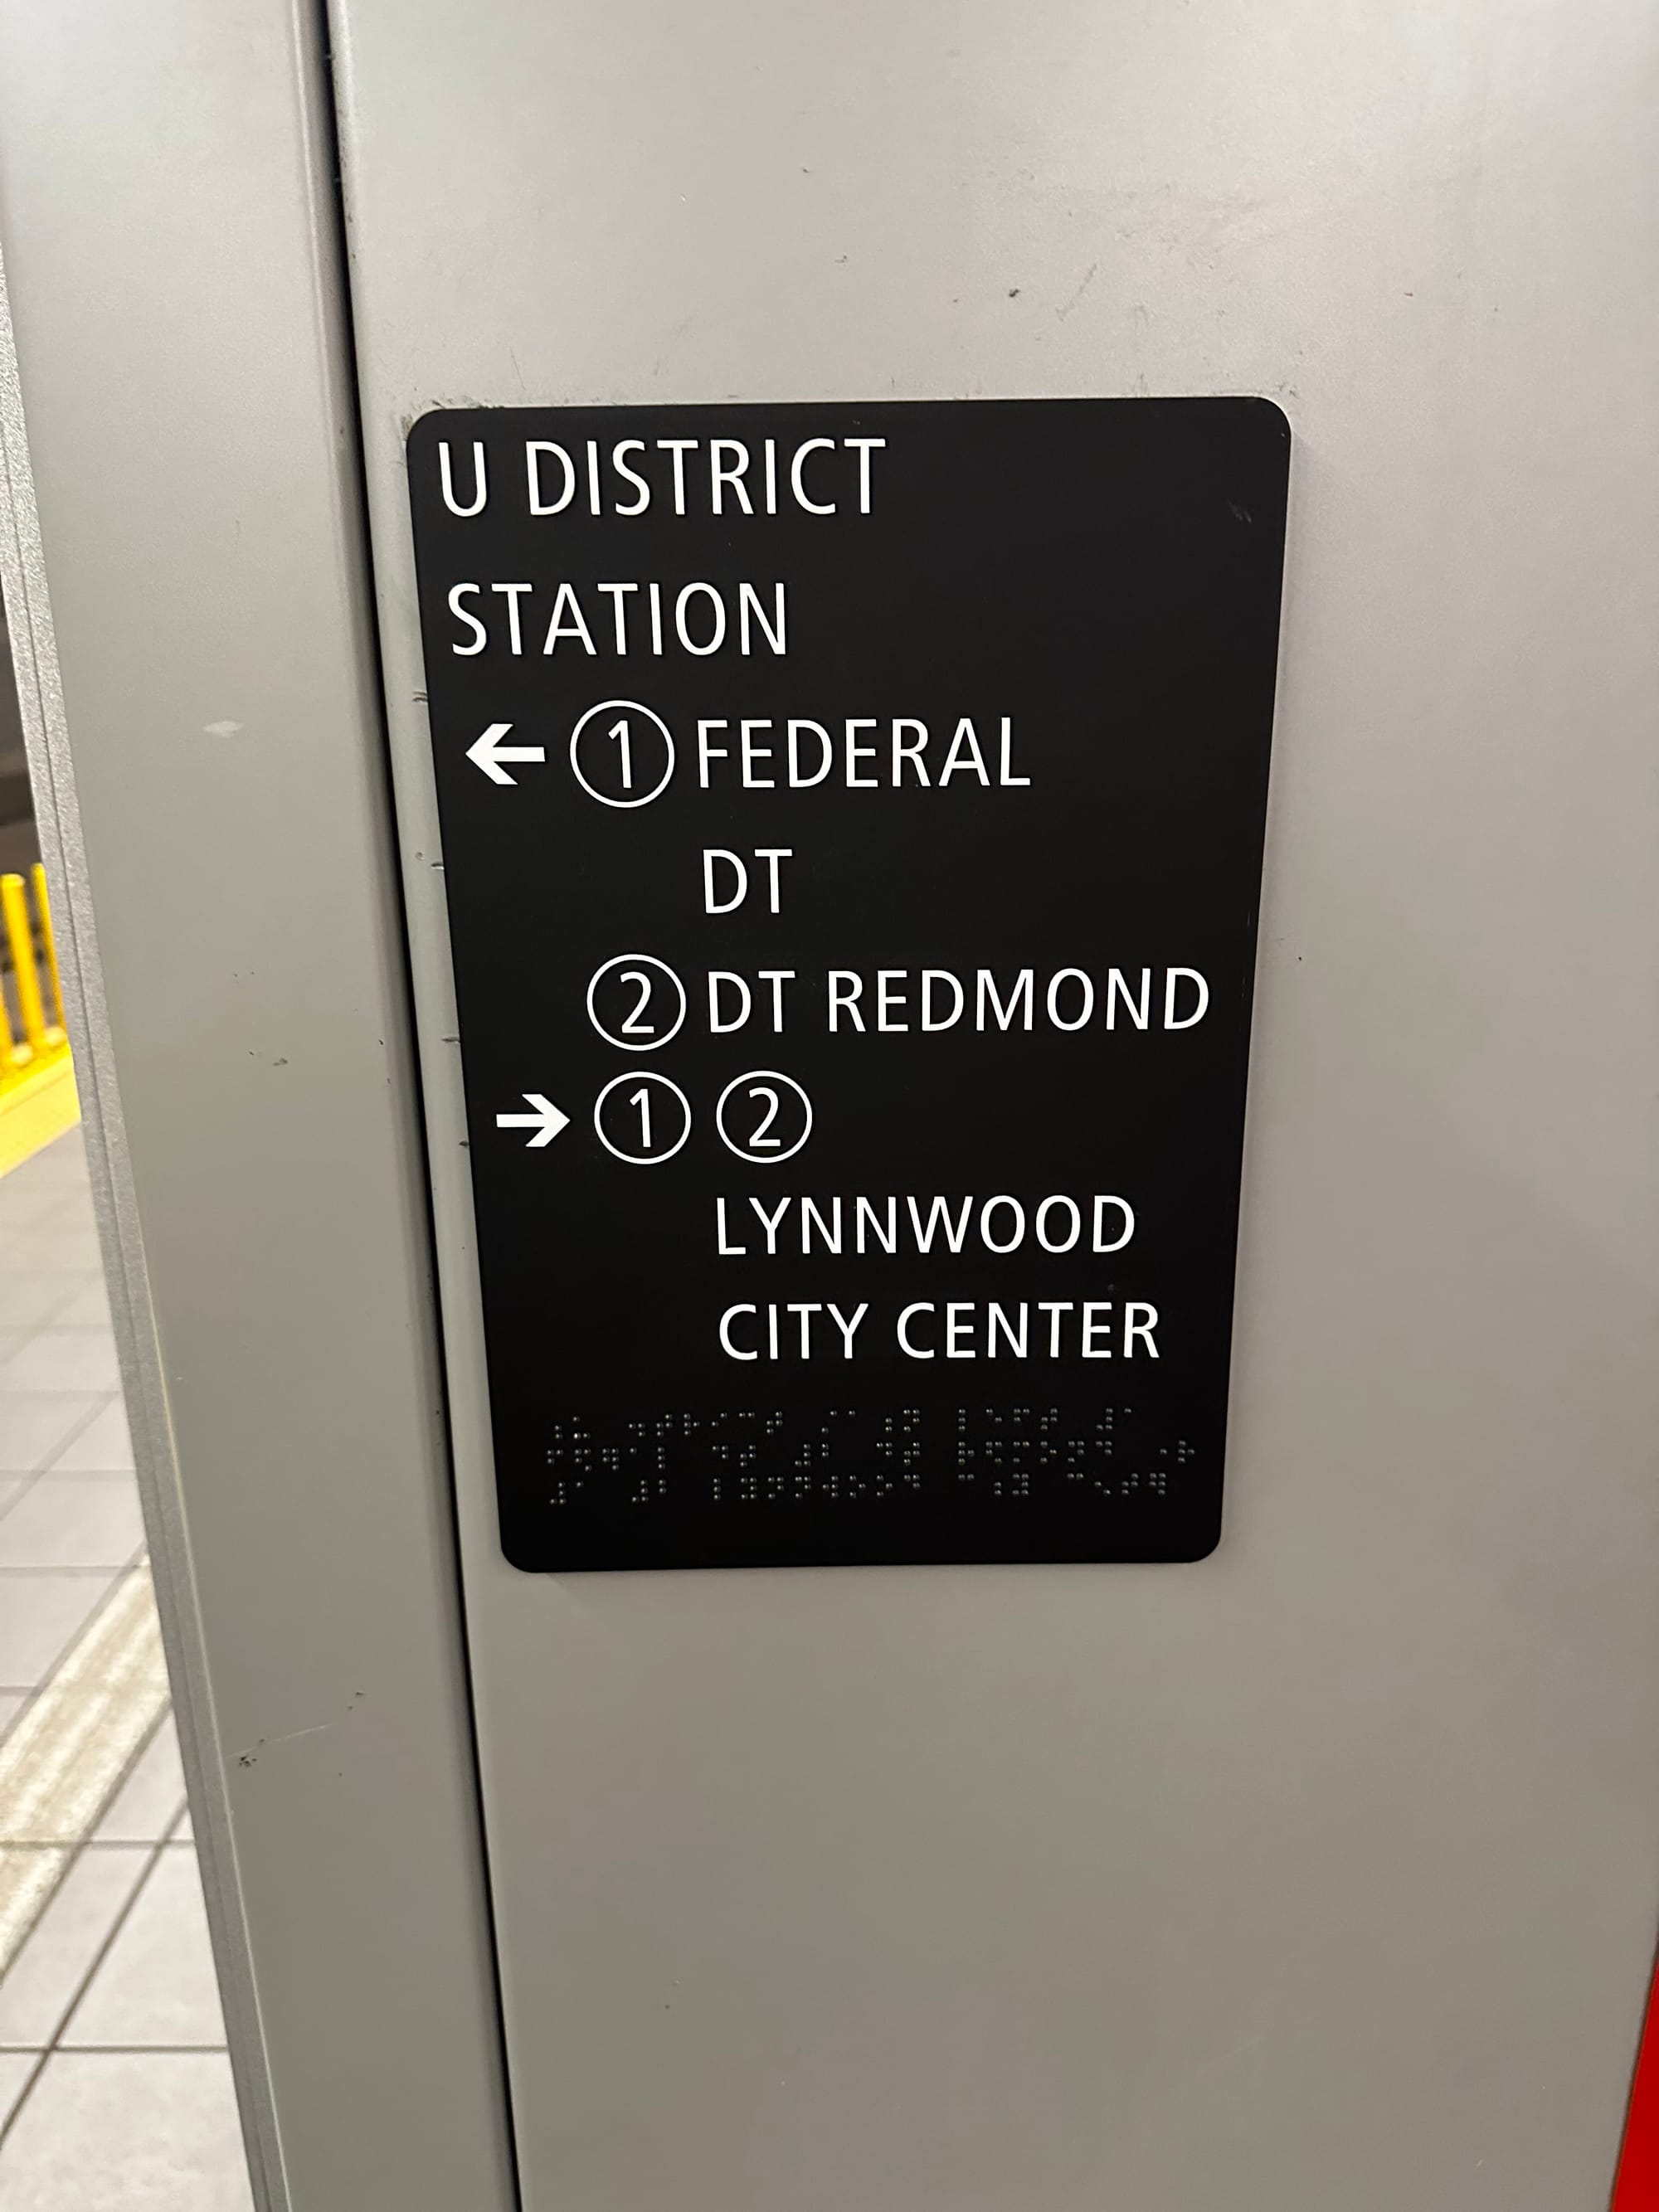 U DISTRICT
STATION
← ① FEDERAL
DT
② DT REDMOND
→ ① ②
LYNNWOOD
CITY CENTER